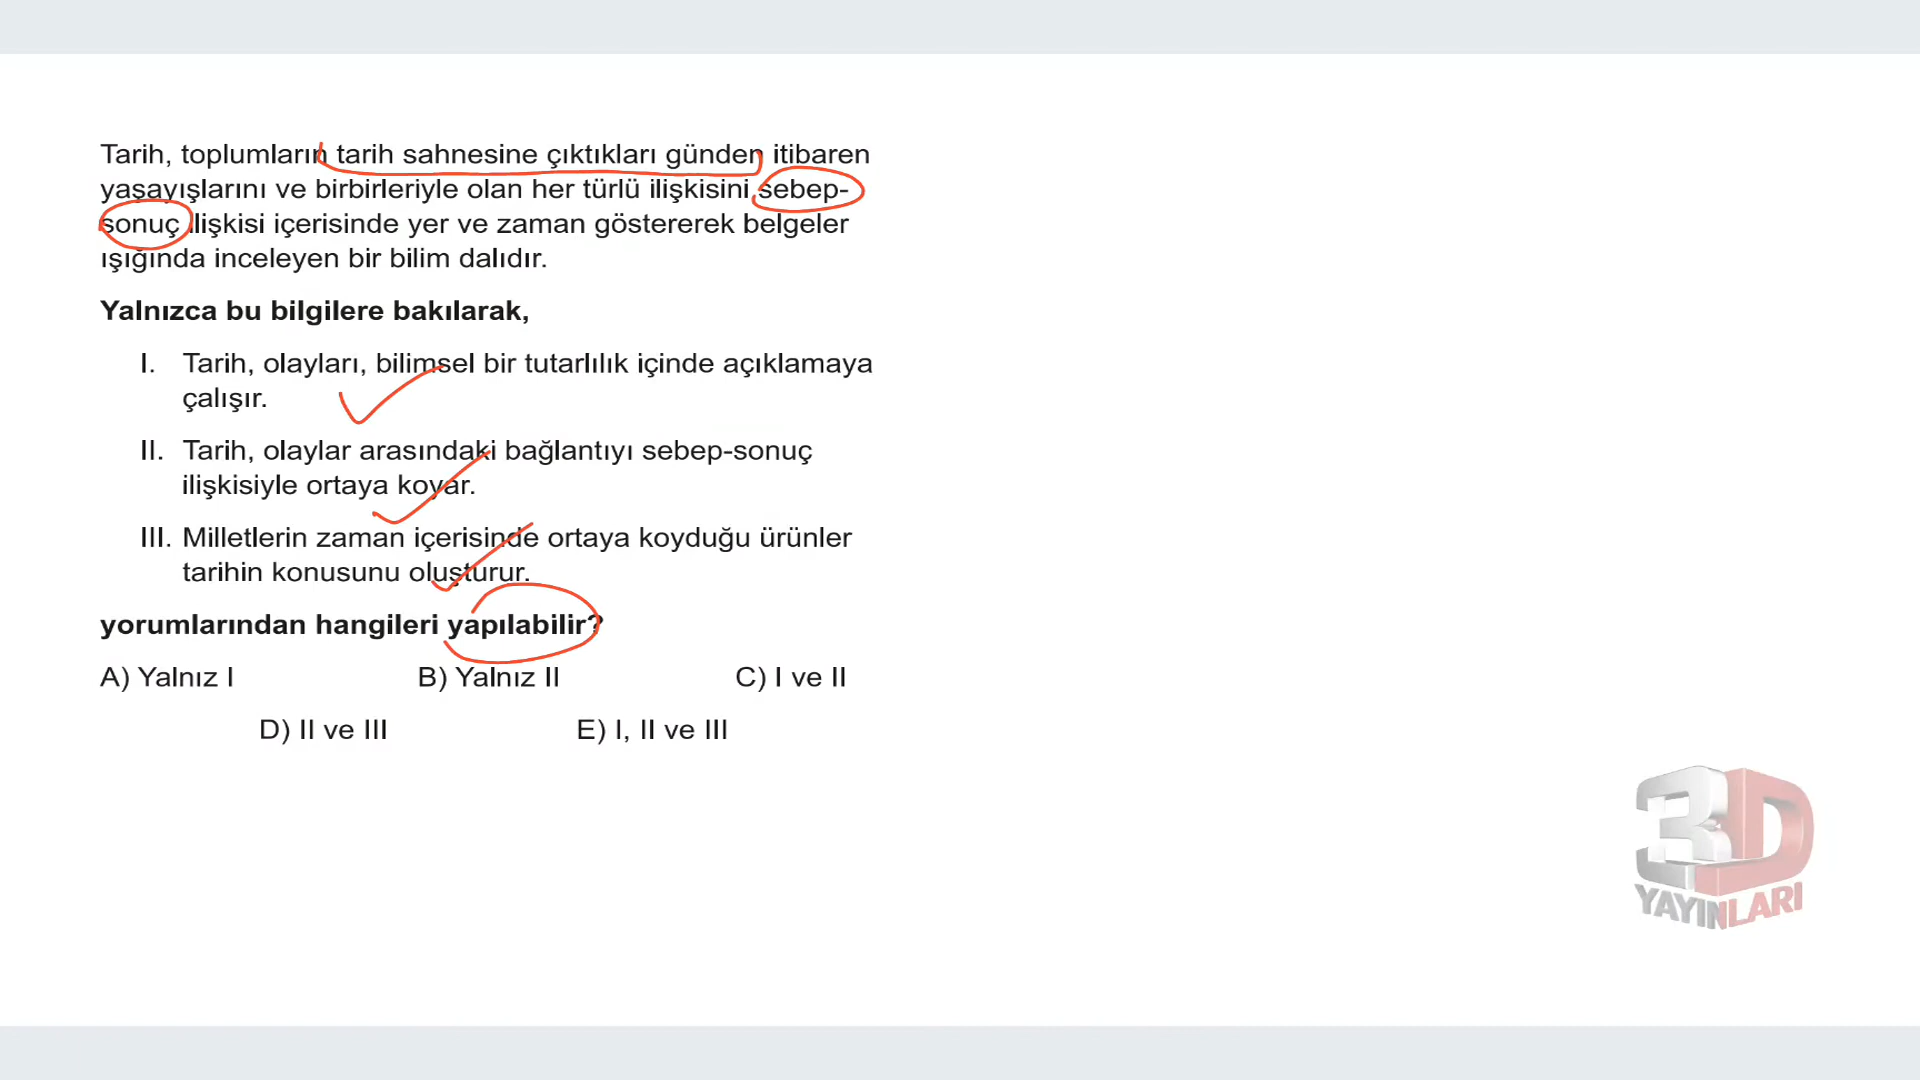 Tarih, toplumların tarih sahnesine çıktıkları günden itibaren
yaşayışlarını ve birbirleriyle olan her türlü ilişkisini sebep-
sonuç ilişkisi içerisinde yer ve zaman göstererek belgeler
ışığında inceleyen bir bilim dalıdır.
Yalnızca bu bilgilere bakılarak,
I. Tarih, olayları, bilimsel bir tutarlılık içinde açıklamaya
çalışır.
II. Tarih, olaylar arasındaki bağlantıyı sebep-sonuç
ilişkisiyle ortaya koyar.
III. Milletlerin zaman içerisinde ortaya koyduğu ürünler
tarihin konusunu oluşturur.
yorumlarından hangileri yapılabilir?
A) Yalnız I B) Yalnız II C) I ve II
D) II ve III E) I, II ve III
3D
YAYINLARI